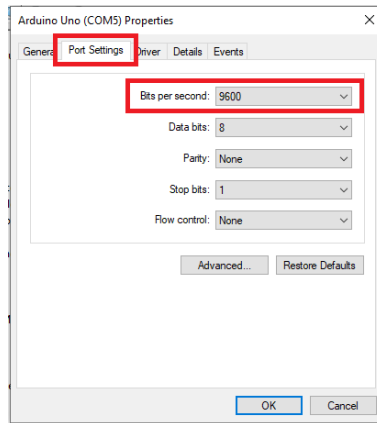 Arduino Uno (COM5) Properties
General Port Settings Driver Details Events
Bits per second: 9600
Data bits: 8
Parity: None
Stop bits: 1
Flow control: None
Advanced... Restore Defaults
OK Cancel